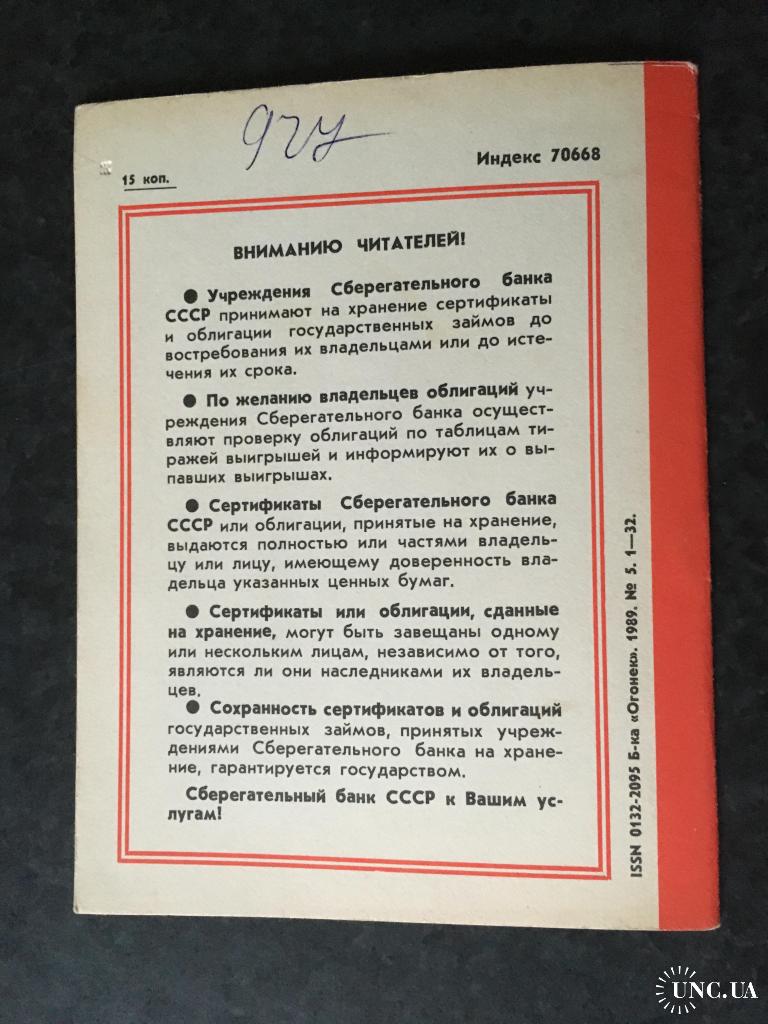 15 коп.
Индекс 70668
ВНИМАНИЮ ЧИТАТЕЛЕЙ!
● Учреждения Сберегательного банка
СССР принимают на хранение сертификаты
и облигации государственных займов до
востребования их владельцами или до исте-
чения их срока.
● По желанию владельцев облигаций уч-
реждения Сберегательного банка осущест-
вляют проверку облигаций по таблицам ти-
ражей выигрышей и информируют их о вы-
павших выигрышах.
● Сертификаты Сберегательного банка
СССР или облигации, принятые на хранение,
выдаются полностью или частями владель-
цу или лицу, имеющему доверенность вла-
дельца указанных ценных бумаг.
● Сертификаты или облигации, сданные
на хранение, могут быть завещаны одному
или нескольким лицам, независимо от того,
являются ли они наследниками их владель-
цев.
● Сохранность сертификатов и облигаций
государственных займов, принятых учреж-
дениями Сберегательного банка на хране-
ние, гарантируется государством.
Сберегательный банк СССР к Вашим ус-
лугам!
ISSN 0132-2095 Б-ка «Огонек». 1989. № 5. 1—32.
UNC.UA